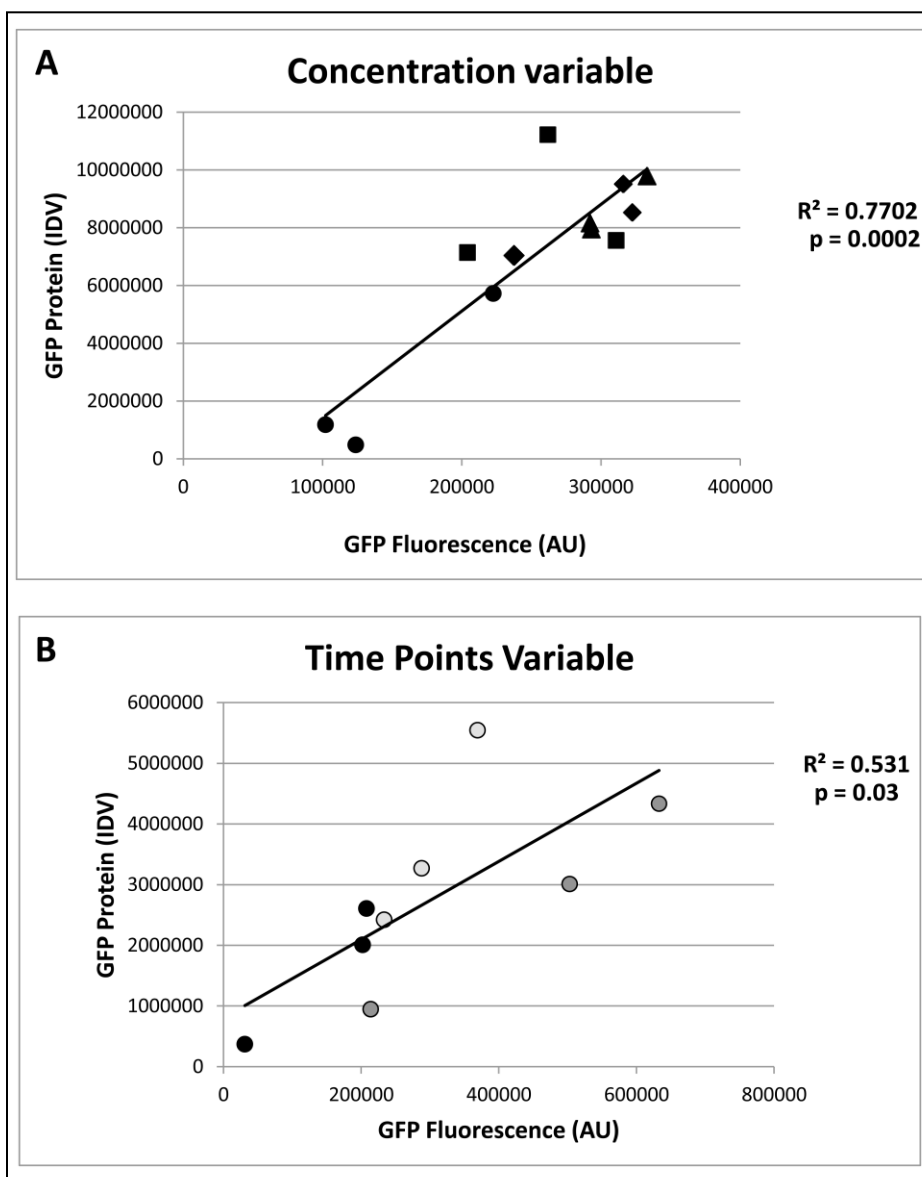 A
Concentration variable
12000000
10000000
8000000
6000000
4000000
2000000
0
GFP Protein (IDV)
0 100000 200000 300000 400000
GFP Fluorescence (AU)
R² = 0.7702
p = 0.0002
B
Time Points Variable
6000000
5000000
4000000
3000000
2000000
1000000
0
GFP Protein (IDV)
0 200000 400000 600000 800000
GFP Fluorescence (AU)
R² = 0.531
p = 0.03